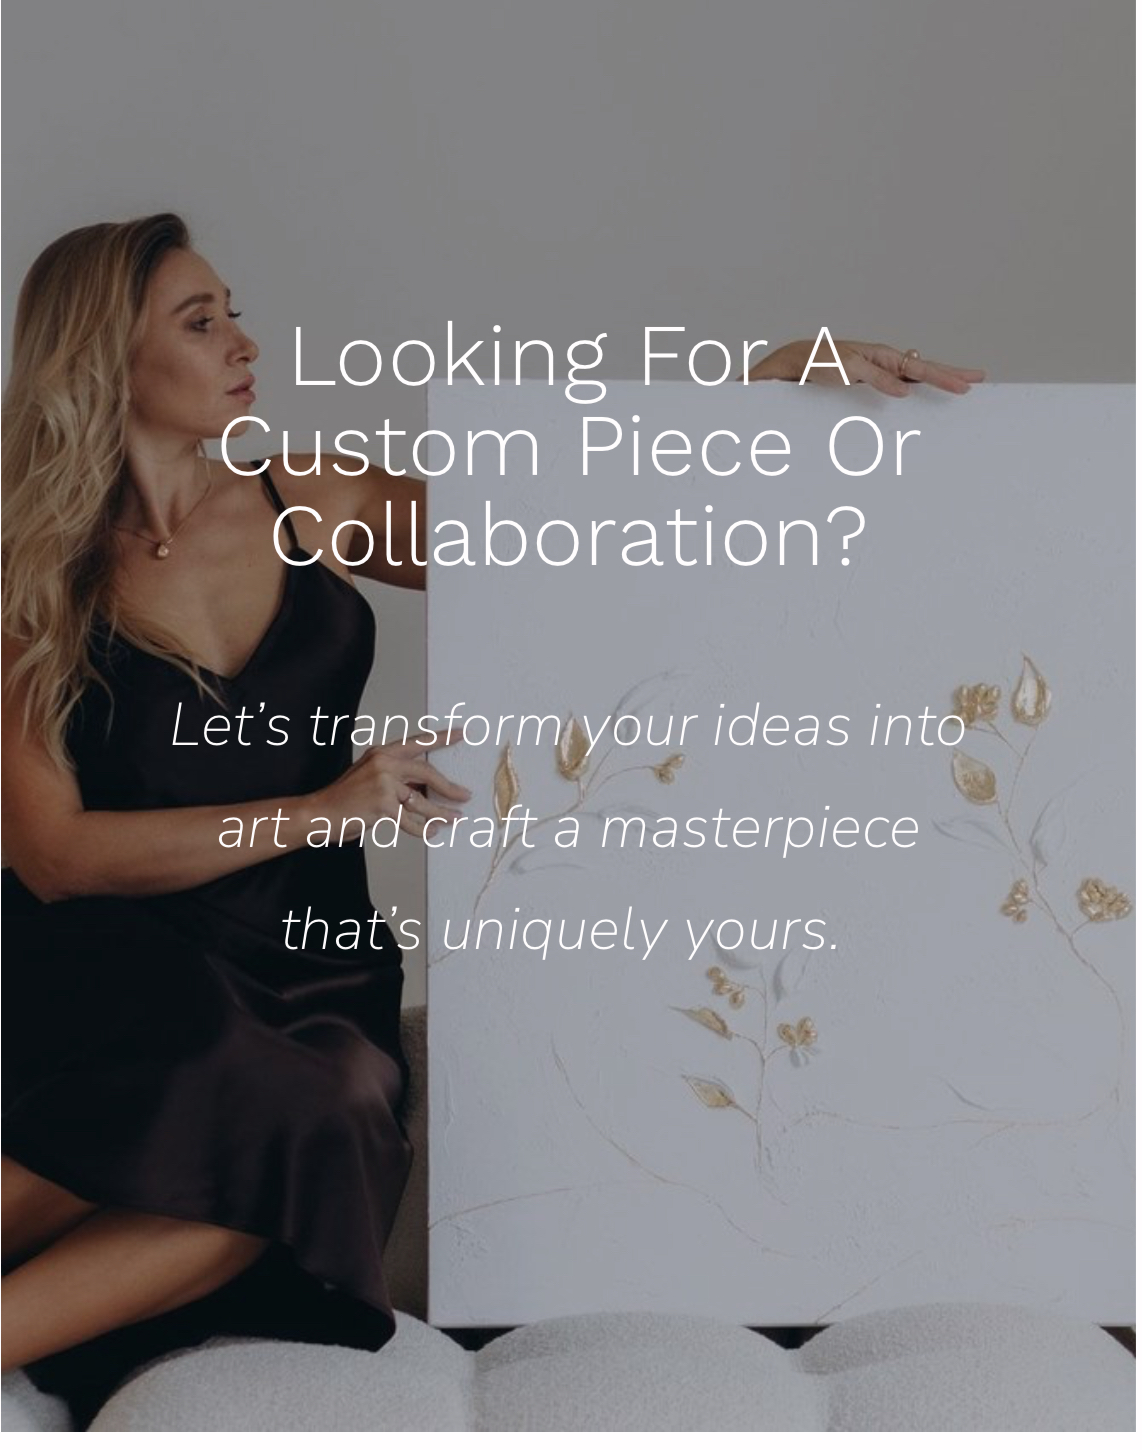 Looking For A
Custom Piece Or
Collaboration?
Let’s transform your ideas into
art and craft a masterpiece
that’s uniquely yours.